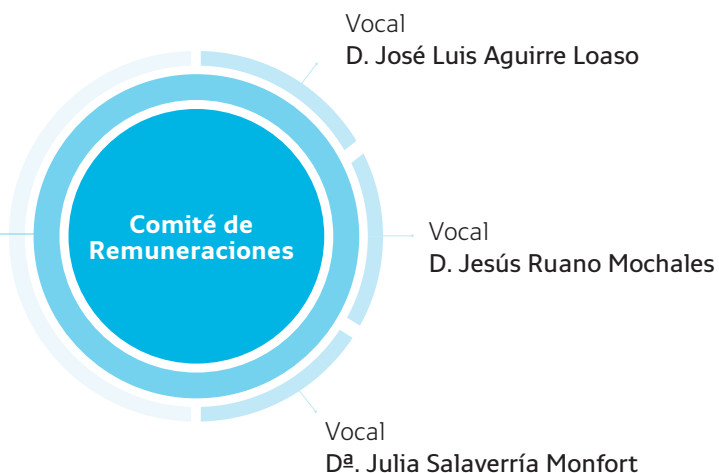 Vocal
D. José Luis Aguirre Loaso
Comité de
Remuneraciones
Vocal
D. Jesús Ruano Mochales
Vocal
Dª. Julia Salaverría Monfort